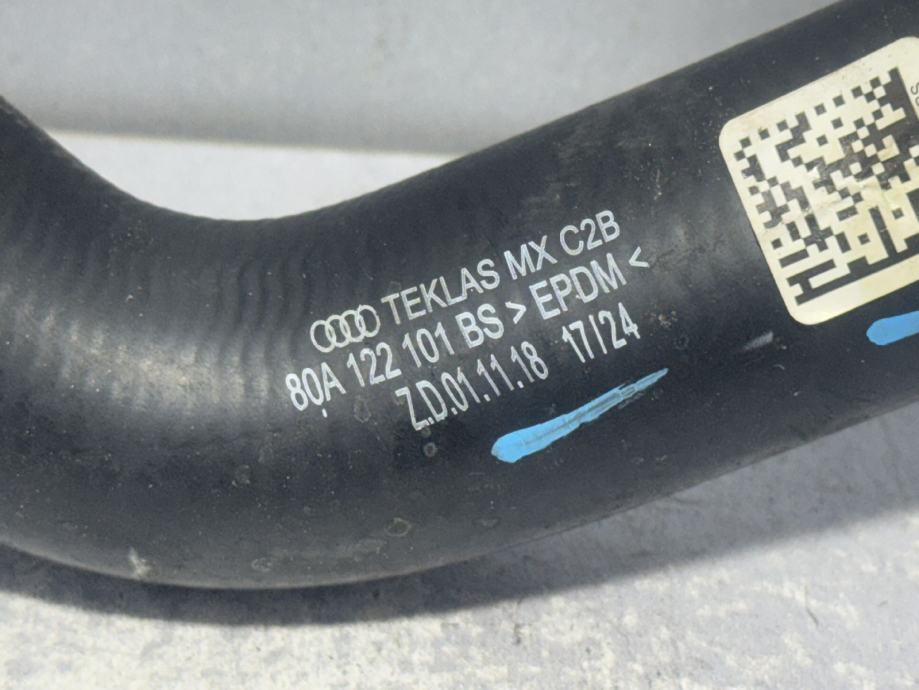 TEKLAS MX C2B
80A 122 101 BS > EPDM <
Z.D.01.11.18 17/24